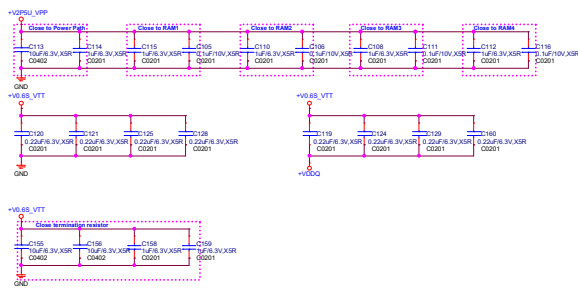 +V2P5U_VPP
Close to Power Path
Close to RAM1
Close to RAM2
Close to RAM3
Close to RAM4
C113
10uF/6.3V,X5R
C0402
C114
1uF/6.3V,X5R
C0201
C115
1uF/6.3V,X5R
C0201
C105
0.1uF/10V,X5R
C0201
C110
1uF/6.3V,X5R
C0201
C106
0.1uF/10V,X5R
C0201
C108
1uF/6.3V,X5R
C0201
C111
0.1uF/10V,X5R
C0201
C112
1uF/6.3V,X5R
C0201
C116
0.1uF/10V,X5R
C0201
GND
+V0.6S_VTT
C120
0.22uF/6.3V,X5R
C0201
C121
0.22uF/6.3V,X5R
C0201
C125
0.22uF/6.3V,X5R
C0201
C128
0.22uF/6.3V,X5R
C0201
GND
+V0.6S_VTT
C119
0.22uF/6.3V,X5R
C0201
C124
0.22uF/6.3V,X5R
C0201
C129
0.22uF/6.3V,X5R
C0201
C160
0.22uF/6.3V,X5R
C0201
+VDDQ
+V0.6S_VTT
Close termination resistor
C155
10uF/6.3V,X5R
C0402
C156
10uF/6.3V,X5R
C0402
C158
1uF/6.3V,X5R
C0201
C159
1uF/6.3V,X5R
C0201
GND